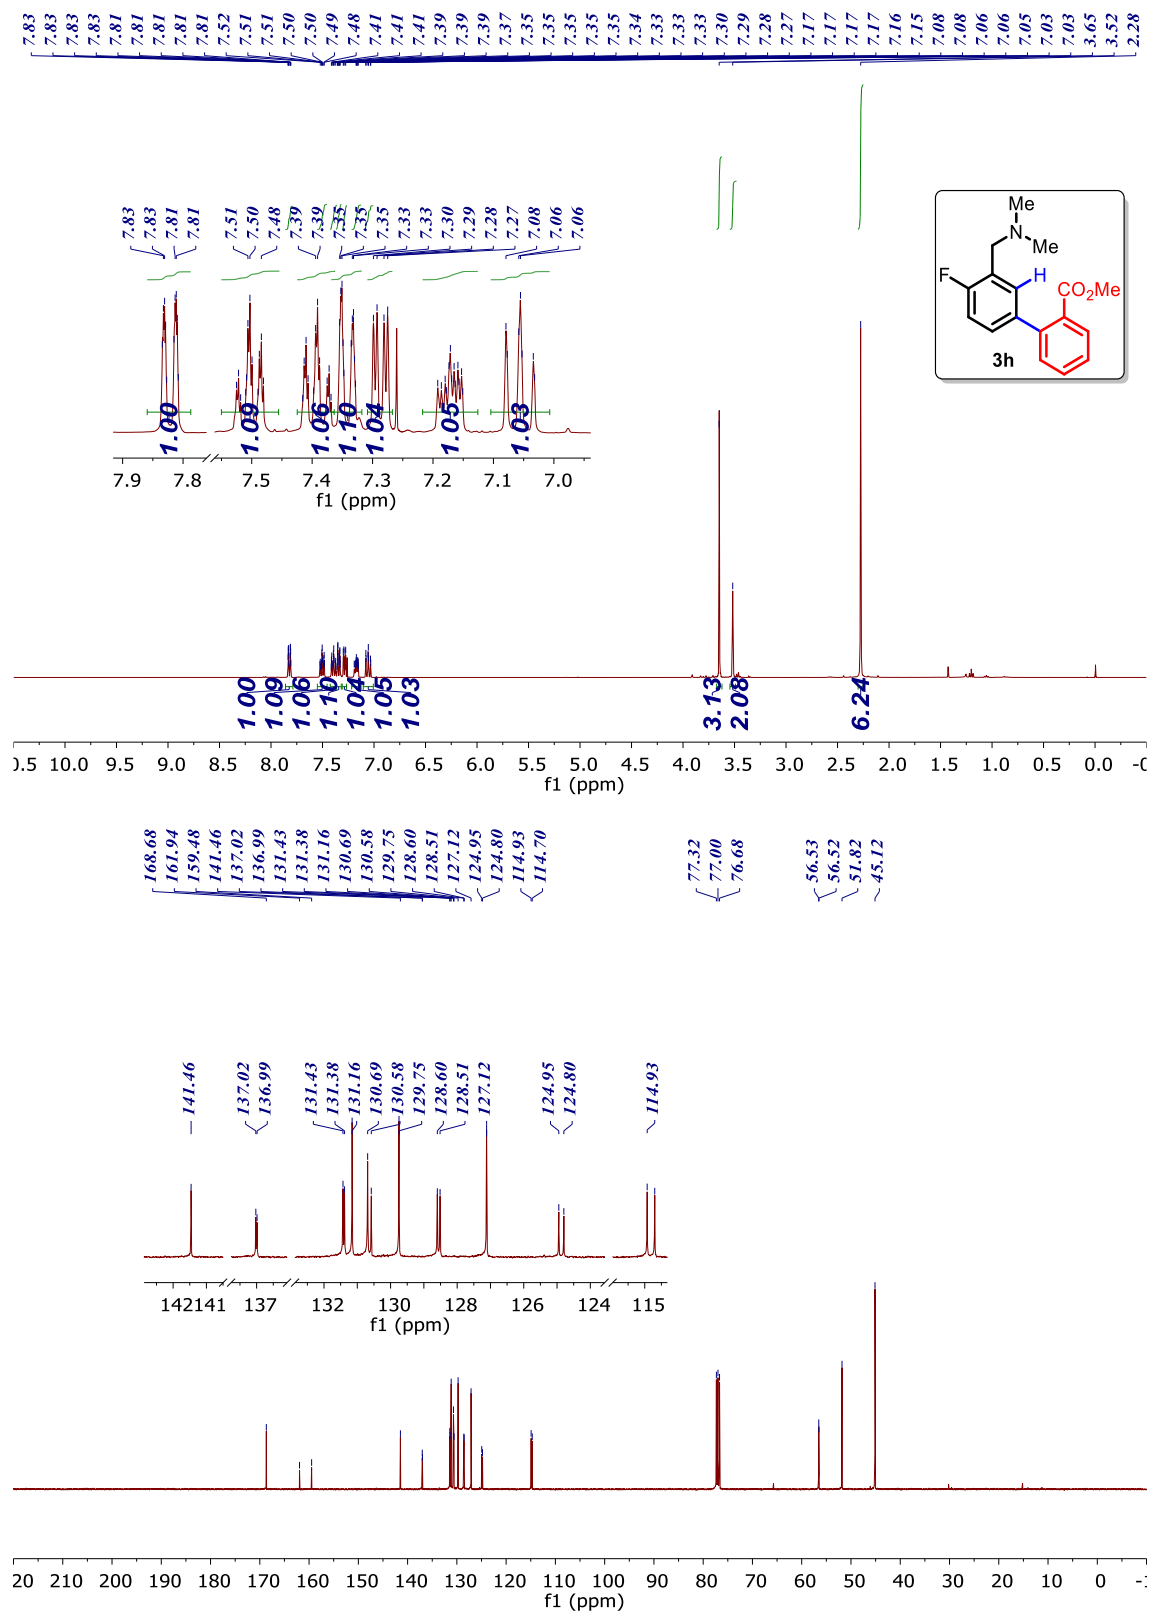 7.83 7.83 7.83 7.83 7.81 7.81 7.81 7.81 7.81 7.52 7.51 7.51 7.50 7.50 7.49 7.48 7.41 7.41 7.39 7.39 7.39 7.37 7.35 7.35 7.35 7.35 7.35 7.34 7.33 7.33 7.33 7.30 7.29 7.28 7.27 7.17 7.17 7.17 7.17 7.16 7.15 7.08 7.08 7.06 7.06 7.05 7.03 7.03 3.65 3.52 2.28
7.83 7.83 7.81 7.81 7.51 7.50 7.48 7.39 7.39 7.35 7.35 7.35 7.33 7.33 7.30 7.29 7.28 7.27 7.08 7.06 7.06
Me
N
Me
F
H
CO2Me
3h
1.00 1.09 1.06 1.10 1.04 1.05 1.03
7.9 7.8 7.5 7.4 7.3 7.2 7.1 7.0
f1 (ppm)
1.00 1.09 1.06 1.10 1.04 1.05 1.03 3.13 2.08 6.24
).5 10.0 9.5 9.0 8.5 8.0 7.5 7.0 6.5 6.0 5.5 5.0 4.5 4.0 3.5 3.0 2.5 2.0 1.5 1.0 0.5 0.0
f1 (ppm)
168.68 161.94 159.48 141.46 137.02 136.99 131.43 131.38 131.16 130.69 130.58 129.75 128.60 128.51 127.12 124.95 124.80 114.93 114.70 77.32 77.00 76.68 56.53 56.52 51.82 45.12
141.46 137.02 136.99 131.43 131.38 131.16 130.69 130.58 129.75 128.60 128.51 127.12 124.95 124.80 114.93
142 141 137 132 130 128 126 124 115
f1 (ppm)
20 210 200 190 180 170 160 150 140 130 120 110 100 90 80 70 60 50 40 30 20 10 0
f1 (ppm)